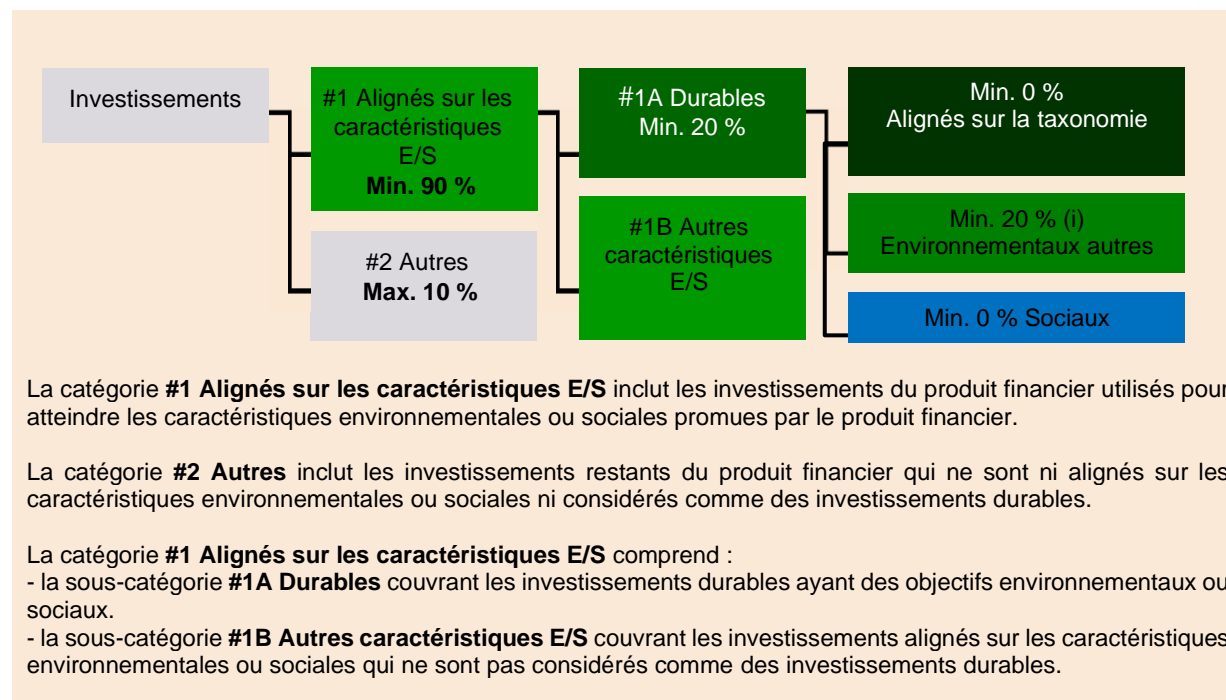 Investissements
#1 Alignés sur les
caractéristiques
E/S
Min. 90 %
#2 Autres
Max. 10 %
#1A Durables
Min. 20 %
#1B Autres
caractéristiques
E/S
Min. 0 %
Alignés sur la taxonomie
Min. 20 % (i)
Environnementaux autres
Min. 0 % Sociaux
La catégorie #1 Alignés sur les caractéristiques E/S inclut les investissements du produit financier utilisés pour
atteindre les caractéristiques environnementales ou sociales promues par le produit financier.
La catégorie #2 Autres inclut les investissements restants du produit financier qui ne sont ni alignés sur les
caractéristiques environnementales ou sociales ni considérés comme des investissements durables.
La catégorie #1 Alignés sur les caractéristiques E/S comprend :
- la sous-catégorie #1A Durables couvrant les investissements durables ayant des objectifs environnementaux ou
sociaux.
- la sous-catégorie #1B Autres caractéristiques E/S couvrant les investissements alignés sur les caractéristiques
environnementales ou sociales qui ne sont pas considérés comme des investissements durables.